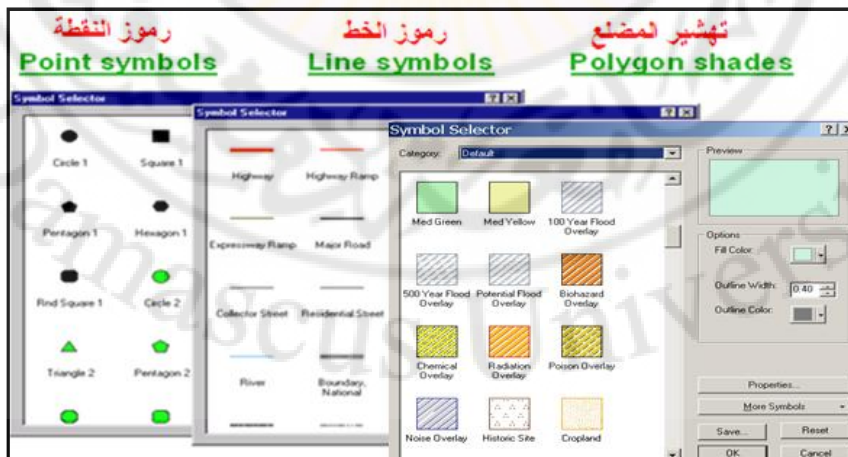 رموز النقطة
رموز الخط
تهشير المضلع
Point symbols
Line symbols
Polygon shades
Symbol Selector
Circle 1
Square 1
Pentagon 1
Hexagon 1
Rnd Square 1
Circle 2
Triangle 2
Pentagon 2
Symbol Selector
Highway
Highway Ramp
Expressway Ramp
Major Road
Collector Street
Residential Street
River
Boundary,
National
Symbol Selector
Category: Default
Med Green
Med Yellow
100 Year Flood
Overlay
500 Year Flood
Overlay
Potential Flood
Overlay
Biohazard
Overlay
Chemical
Overlay
Radiation
Overlay
Poison Overlay
Noise Overlay
Historic Site
Cropland
Preview
Options
Fill Color:
Outline Width: 0.40
Outline Color:
Properties...
More Symbols
Save...
Reset
OK
Cancel
Damascus Universi